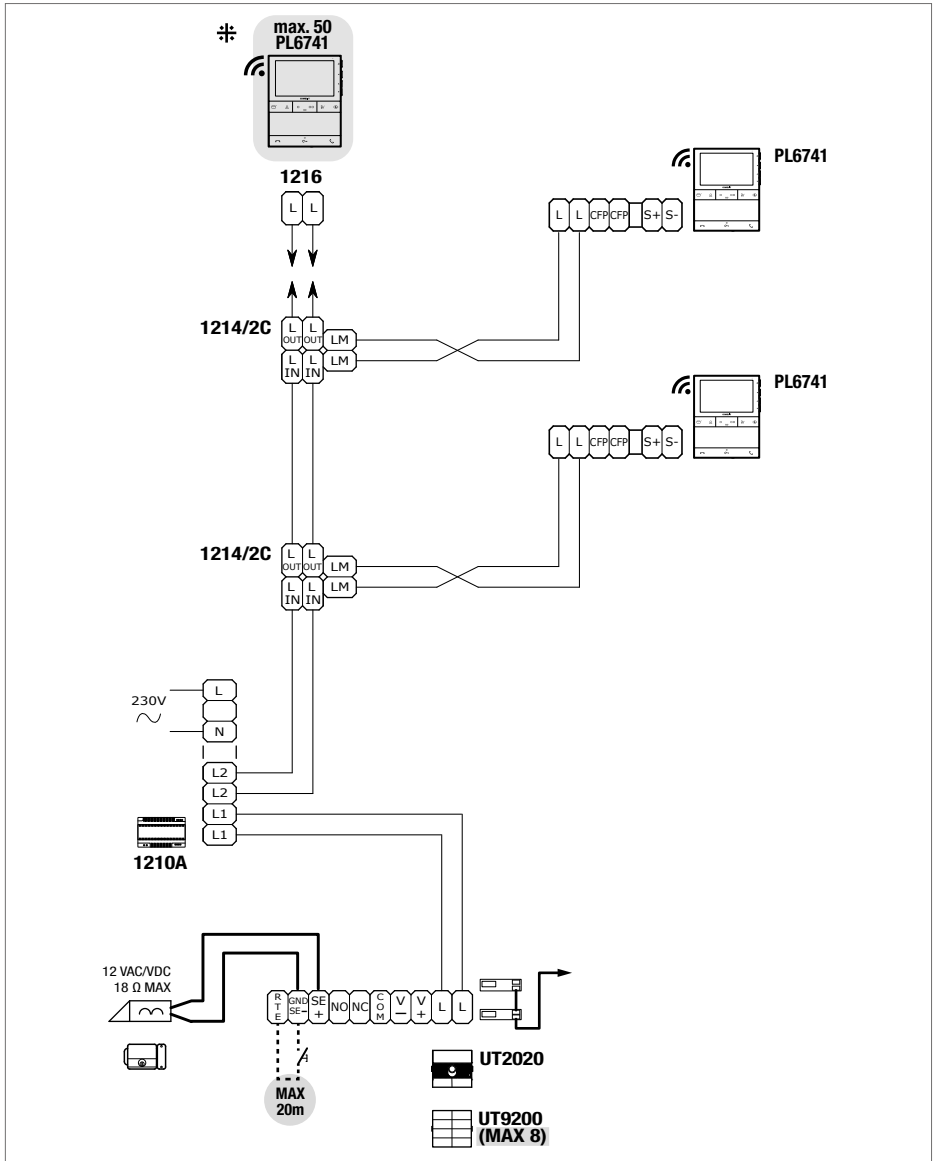 max. 50
PL6741
1216
L L
PL6741
L L CFP CFP S+ S-
1214/2C
L OUT L OUT LM
L IN L IN LM
PL6741
L L CFP CFP S+ S-
1214/2C
L OUT L OUT LM
L IN L IN LM
230V
L
N
L2
L2
L1
L1
1210A
12 VAC/VDC
18 Ω MAX
RTE GND SE- SE + NO NC COM V — V + L L
MAX
20m
UT2020
UT9200
(MAX 8)